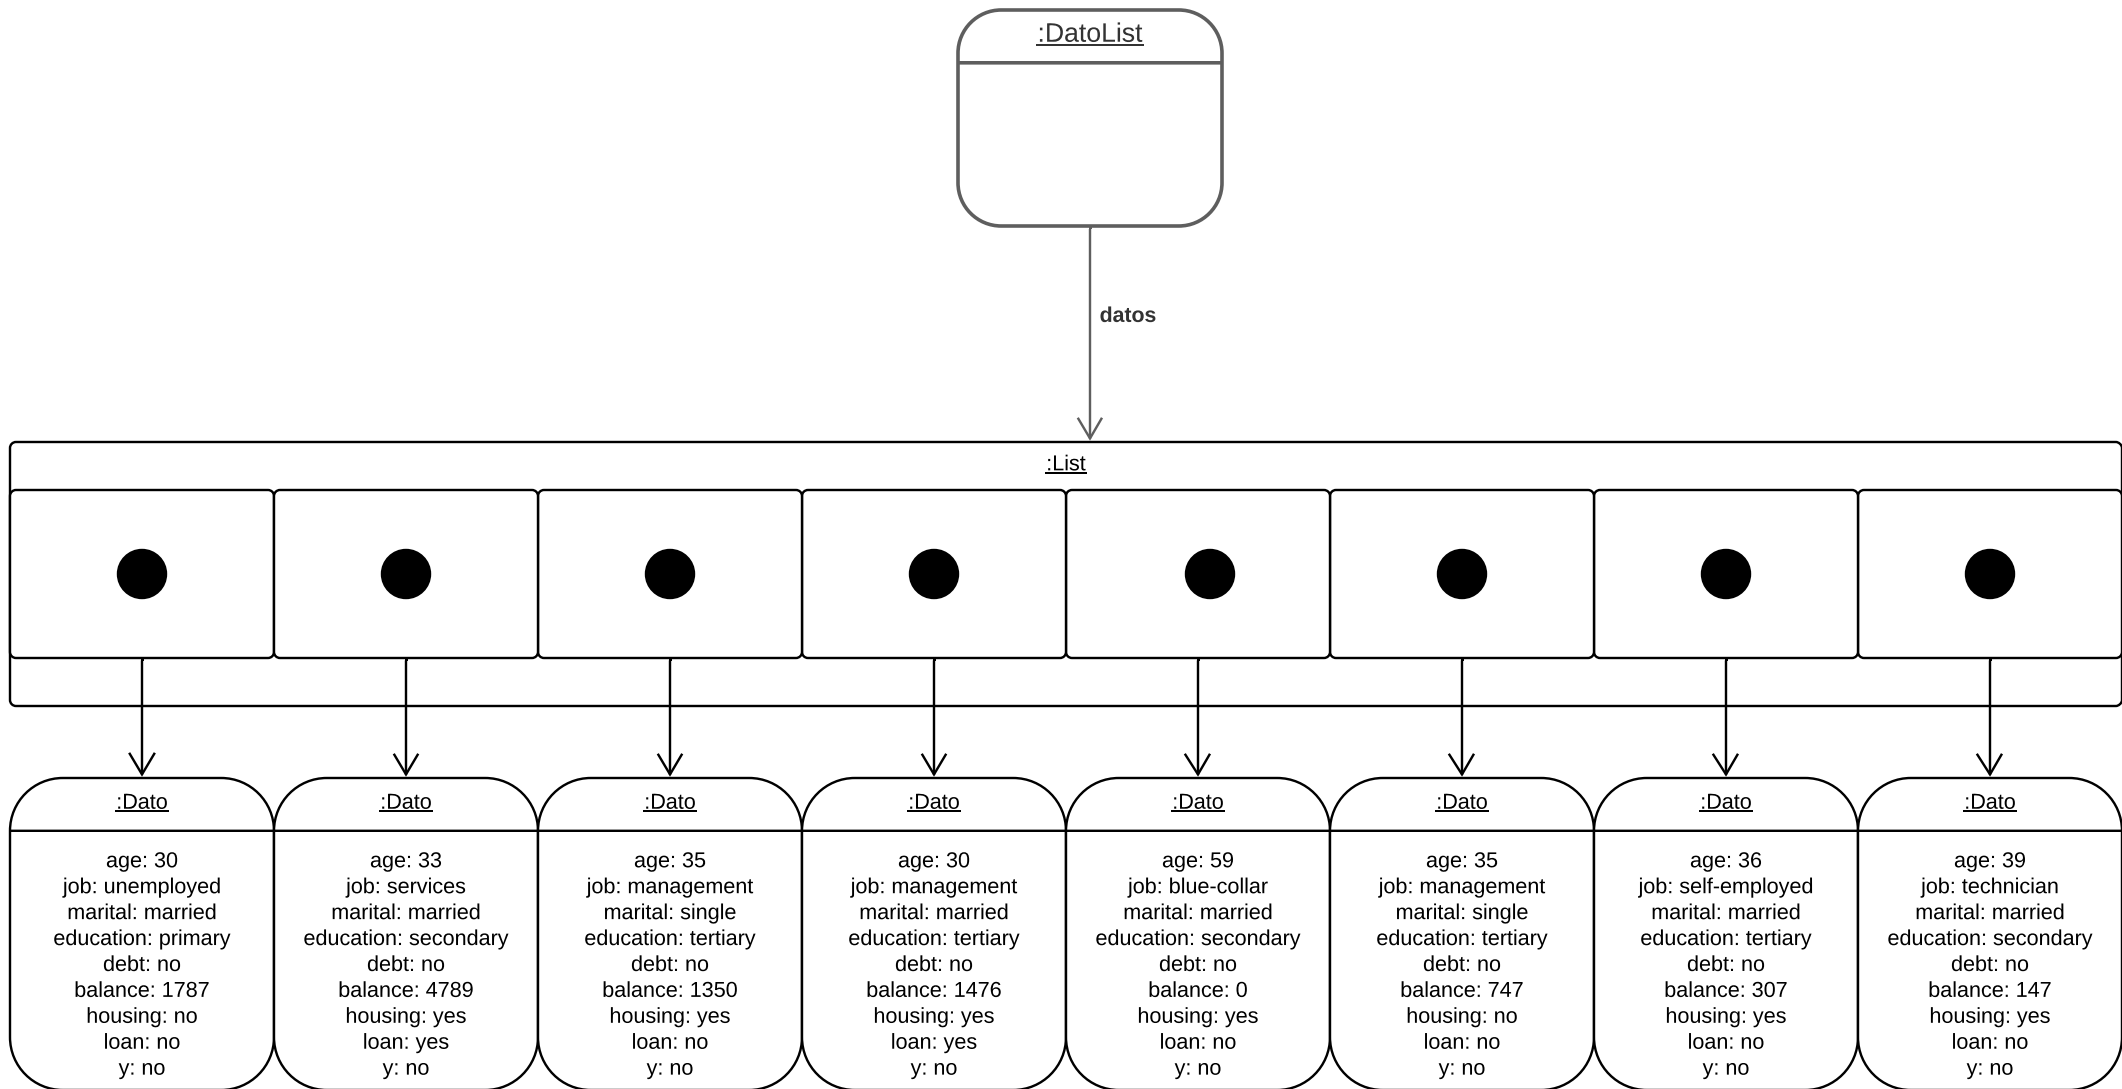 :DatoList
datos
:List
:Dato
age: 30
job: unemployed
marital: married
education: primary
debt: no
balance: 1787
housing: no
loan: no
y: no
:Dato
age: 33
job: services
marital: married
education: secondary
debt: no
balance: 4789
housing: yes
loan: yes
y: no
:Dato
age: 35
job: management
marital: single
education: tertiary
debt: no
balance: 1350
housing: yes
loan: no
y: no
:Dato
age: 30
job: management
marital: married
education: tertiary
debt: no
balance: 1476
housing: yes
loan: yes
y: no
:Dato
age: 59
job: blue-collar
marital: married
education: secondary
debt: no
balance: 0
housing: yes
loan: no
y: no
:Dato
age: 35
job: management
marital: single
education: tertiary
debt: no
balance: 747
housing: no
loan: no
y: no
:Dato
age: 36
job: self-employed
marital: married
education: tertiary
debt: no
balance: 307
housing: yes
loan: no
y: no
:Dato
age: 39
job: technician
marital: married
education: secondary
debt: no
balance: 147
housing: yes
loan: no
y: no